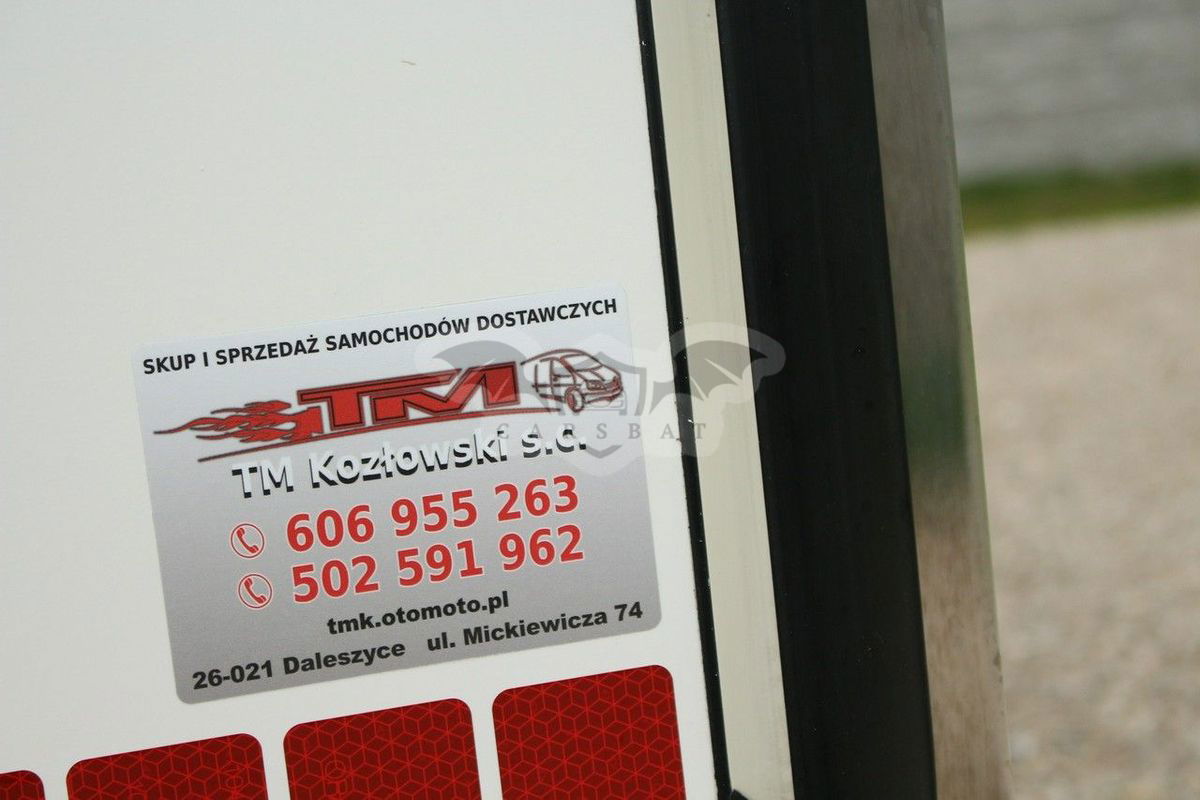 SKUP I SPRZEDAŻ SAMOCHODÓW DOSTAWCZYCH
TM
CARSBAT
TM Kozłowski s.c.
606 955 263
502 591 962
tmk.otomoto.pl
26-021 Daleszyce ul. Mickiewicza 74